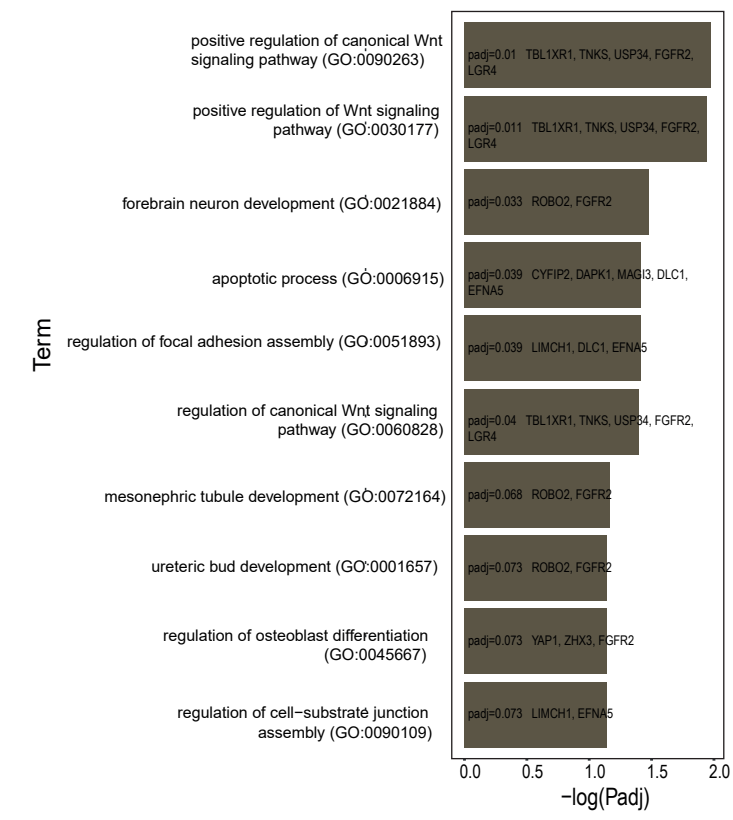 positive regulation of canonical Wnt
signaling pathway (GO:0090263)
padj=0.01 TBL1XR1, TNKS, USP34, FGFR2,
LGR4
positive regulation of Wnt signaling
pathway (GO:0030177)
padj=0.011 TBL1XR1, TNKS, USP34, FGFR2,
LGR4
forebrain neuron development (GO:0021884)
padj=0.033 ROBO2, FGFR2
apoptotic process (GO:0006915)
padj=0.039 CYFIP2, DAPK1, MAGI3, DLC1,
EFNA5
Term
regulation of focal adhesion assembly (GO:0051893)
padj=0.039 LIMCH1, DLC1, EFNA5
regulation of canonical Wnt signaling
pathway (GO:0060828)
padj=0.04 TBL1XR1, TNKS, USP34, FGFR2,
LGR4
mesonephric tubule development (GO:0072164)
padj=0.068 ROBO2, FGFR2
ureteric bud development (GO:0001657)
padj=0.073 ROBO2, FGFR2
regulation of osteoblast differentiation
(GO:0045667)
padj=0.073 YAP1, ZHX3, FGFR2
regulation of cell−substrate junction
assembly (GO:0090109)
padj=0.073 LIMCH1, EFNA5
0.0 0.5 1.0 1.5 2.0
−log(Padj)